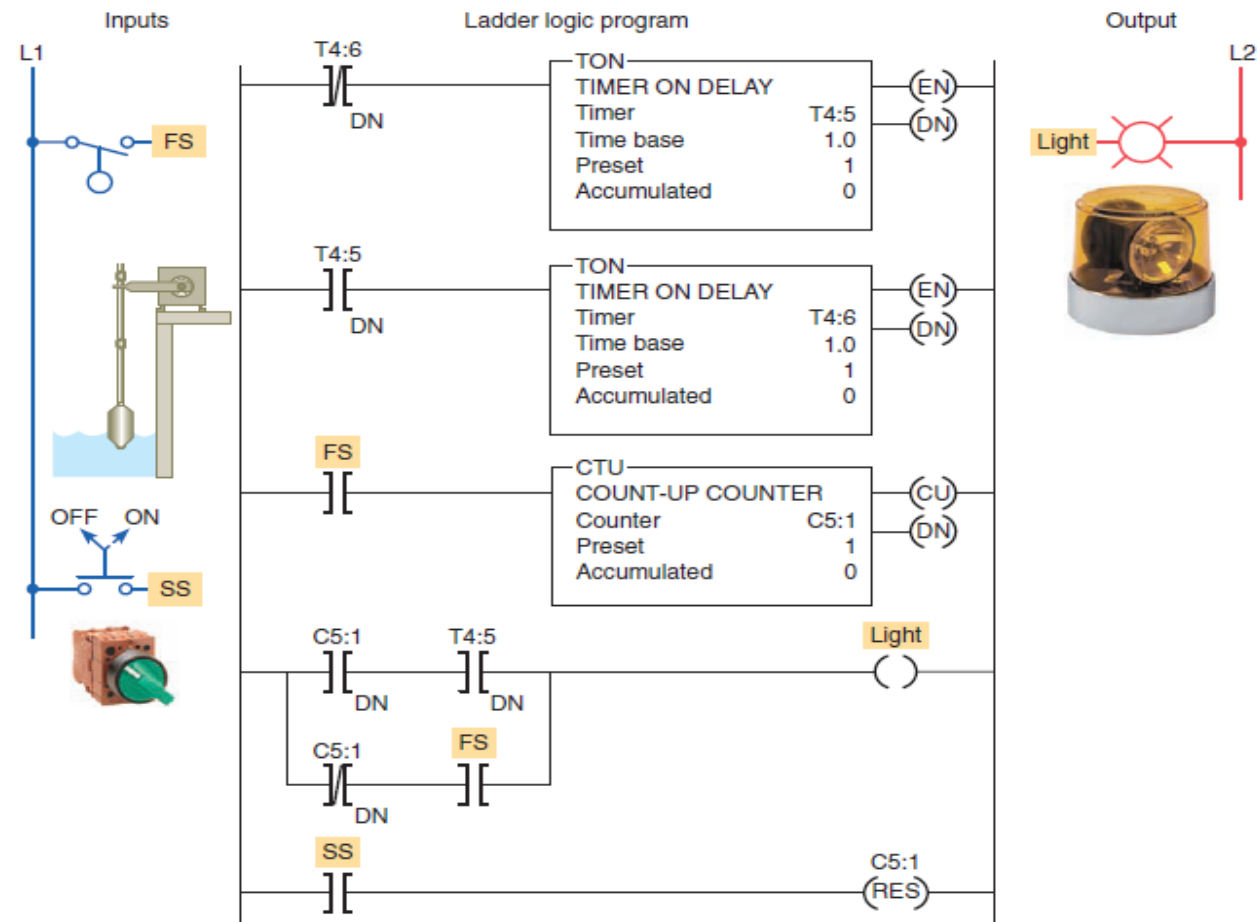 Inputs
Ladder logic program
Output
L1
L2
T4:6
DN
TON
TIMER ON DELAY
Timer T4:5
Time base 1.0
Preset 1
Accumulated 0
EN
DN
FS
Light
T4:5
DN
TON
TIMER ON DELAY
Timer T4:6
Time base 1.0
Preset 1
Accumulated 0
EN
DN
FS
CTU
COUNT-UP COUNTER
Counter C5:1
Preset 1
Accumulated 0
CU
DN
OFF ON
SS
C5:1
DN
T4:5
DN
Light
C5:1
DN
FS
SS
C5:1
RES